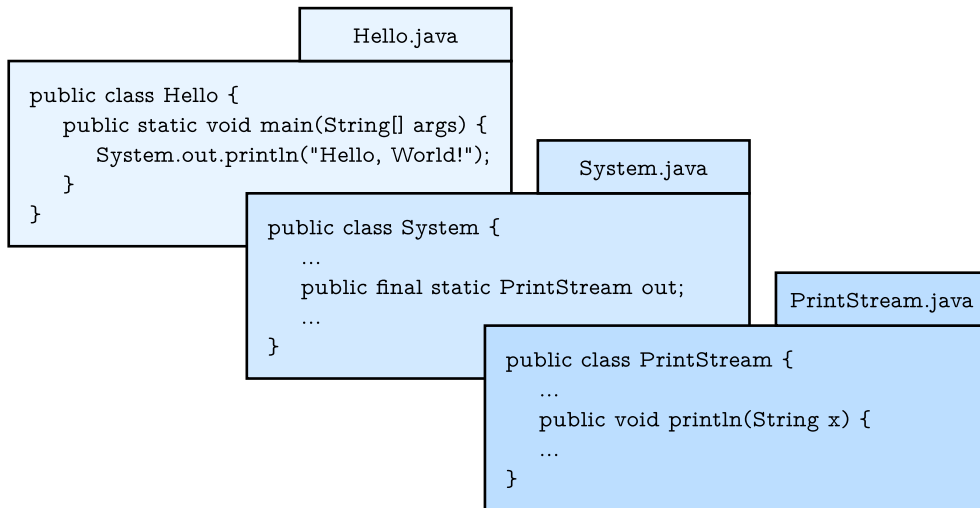 Hello.java
public class Hello {
public static void main(String[] args) {
System.out.println("Hello, World!");
}
}
System.java
public class System {
...
public final static PrintStream out;
...
}
PrintStream.java
public class PrintStream {
...
public void println(String x) {
...
}